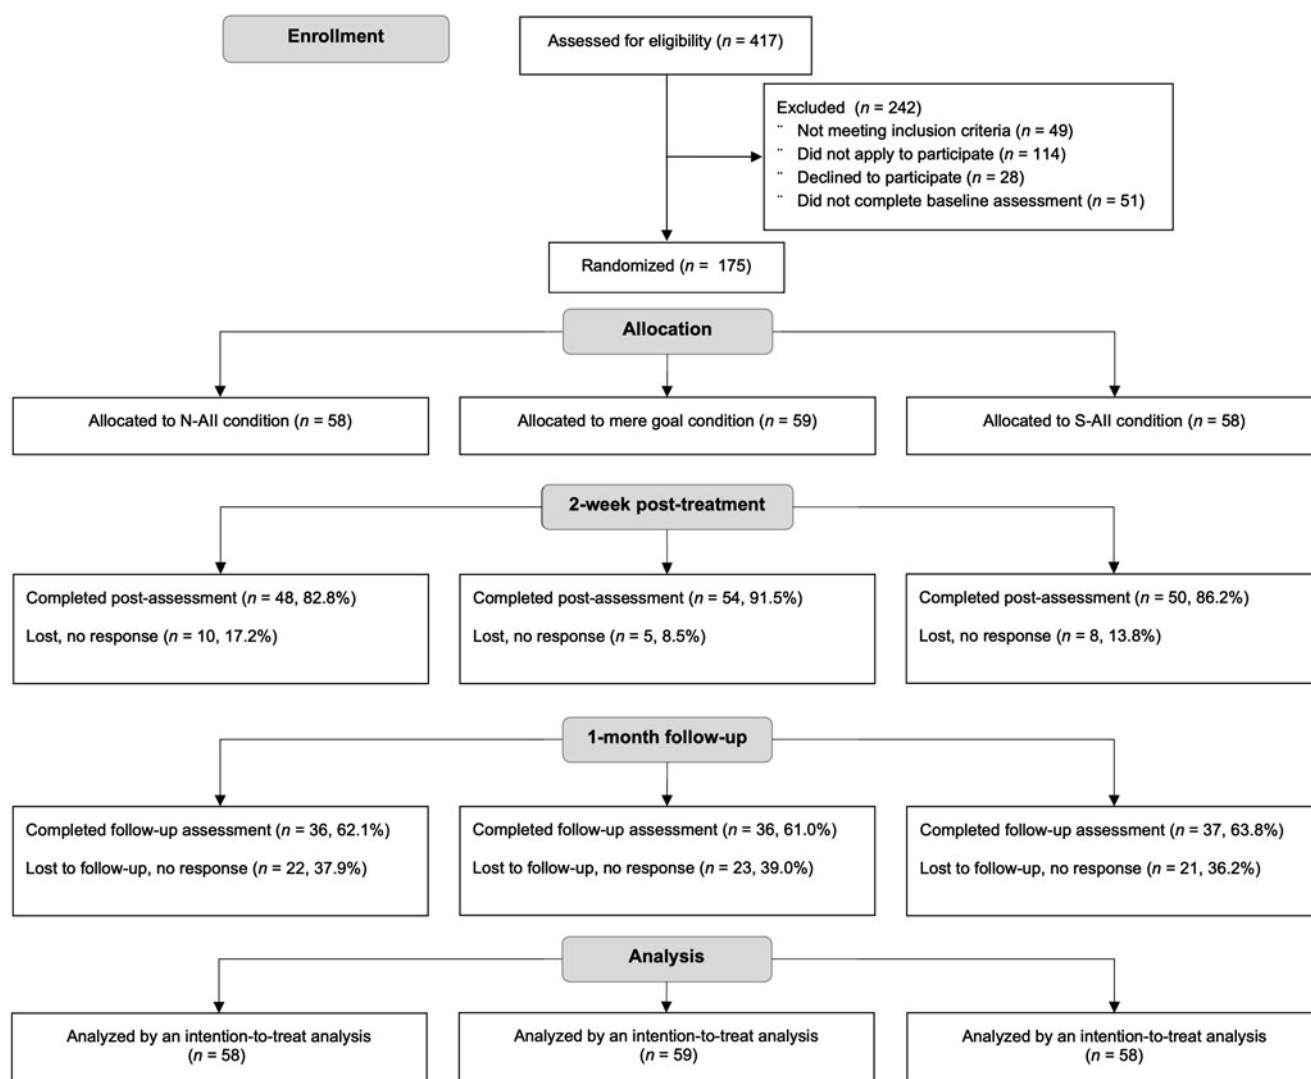 Enrollment
Assessed for eligibility (n = 417)
Excluded (n = 242)
¨ Not meeting inclusion criteria (n = 49)
¨ Did not apply to participate (n = 114)
¨ Declined to participate (n = 28)
¨ Did not complete baseline assessment (n = 51)
Randomized (n = 175)
Allocation
Allocated to N-AII condition (n = 58)
Allocated to mere goal condition (n = 59)
Allocated to S-AII condition (n = 58)
2-week post-treatment
Completed post-assessment (n = 48, 82.8%)
Lost, no response (n = 10, 17.2%)
Completed post-assessment (n = 54, 91.5%)
Lost, no response (n = 5, 8.5%)
Completed post-assessment (n = 50, 86.2%)
Lost, no response (n = 8, 13.8%)
1-month follow-up
Completed follow-up assessment (n = 36, 62.1%)
Lost to follow-up, no response (n = 22, 37.9%)
Completed follow-up assessment (n = 36, 61.0%)
Lost to follow-up, no response (n = 23, 39.0%)
Completed follow-up assessment (n = 37, 63.8%)
Lost to follow-up, no response (n = 21, 36.2%)
Analysis
Analyzed by an intention-to-treat analysis
(n = 58)
Analyzed by an intention-to-treat analysis
(n = 59)
Analyzed by an intention-to-treat analysis
(n = 58)